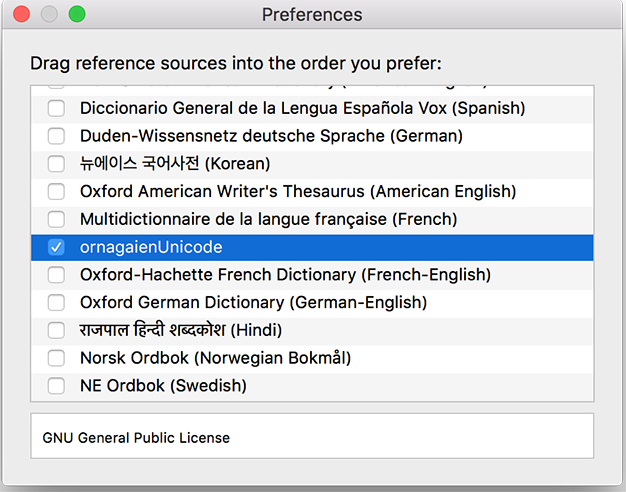 Preferences
Drag reference sources into the order you prefer:
Diccionario General de la Lengua Española Vox (Spanish)
Duden-Wissensnetz deutsche Sprache (German)
뉴에이스 국어사전 (Korean)
Oxford American Writer's Thesaurus (American English)
Multidictionnaire de la langue française (French)
ornagaienUnicode
Oxford-Hachette French Dictionary (French-English)
Oxford German Dictionary (German-English)
राजपाल हिन्दी शब्दकोश (Hindi)
Norsk Ordbok (Norwegian Bokmål)
NE Ordbok (Swedish)
GNU General Public License